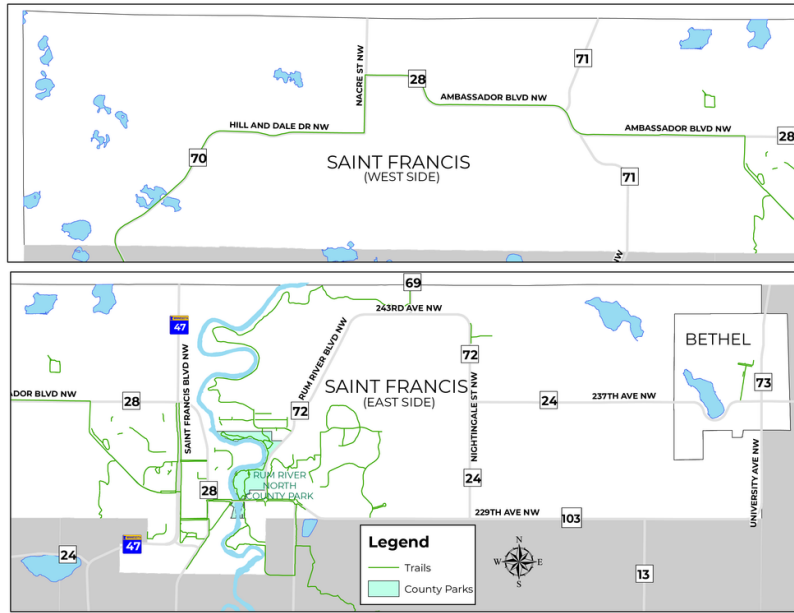 71
28
NACRE ST NW
AMBASSADOR BLVD NW
HILL AND DALE DR NW
AMBASSADOR BLVD NW
28
70
SAINT FRANCIS
(WEST SIDE)
71
69
243RD AVE NW
47
RUM RIVER BLVD NW
BETHEL
SAINT FRANCIS BLVD NW
72
73
SAINT FRANCIS
(EAST SIDE)
NIGHTINGALE ST NW
28
72
24
237TH AVE NW
UNIVERSITY AVE NW
RUM RIVER
NORTH
COUNTY PARK
24
28
229TH AVE NW
103
47
24
Legend
Trails
County Parks
N
W
E
S
13